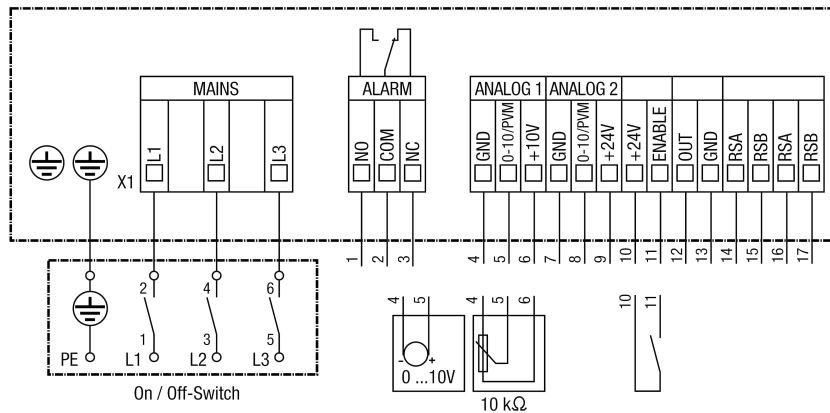 MAINS
ALARM
ANALOG 1
ANALOG 2
X1
L1
L2
L3
NO
COM
NC
GND
0-10/PVM
+10V
GND
0-10/PVM
+24V
+24V
ENABLE
OUT
GND
RSA
RSB
RSA
RSB
1
2
3
4
5
6
7
8
9
10
11
12
13
14
15
16
17
2
4
6
1
3
5
PE
L1
L2
L3
On / Off-Switch
4
5
- +
0 ...10V
4
5
6
10 kΩ
10
11